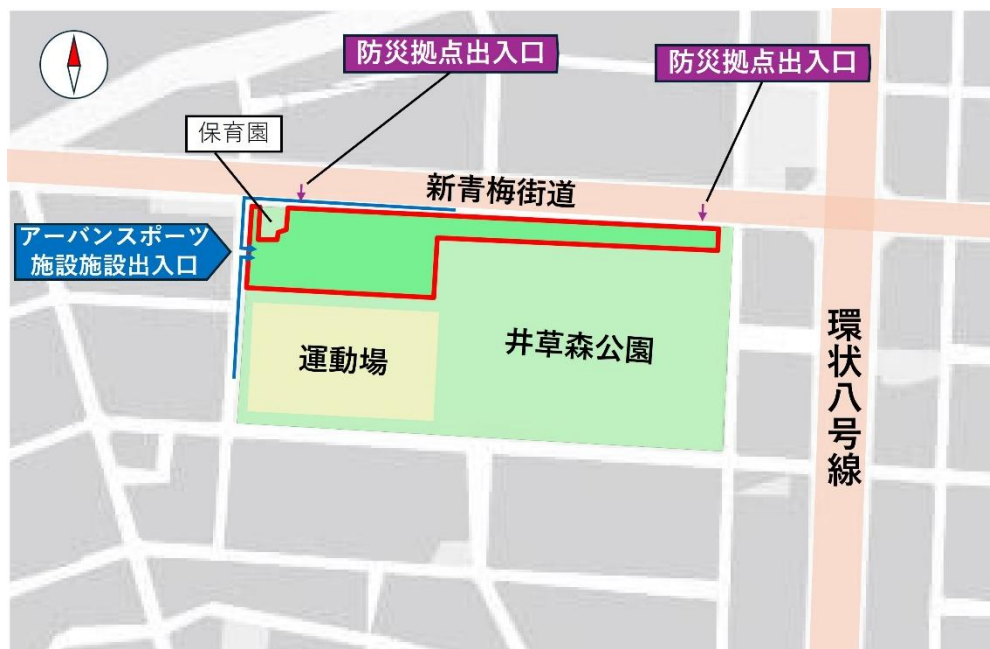 防災拠点出入口
防災拠点出入口
保育園
新青梅街道
アーバンスポーツ
施設施設出入口
運動場
井草森公園
環状八号線